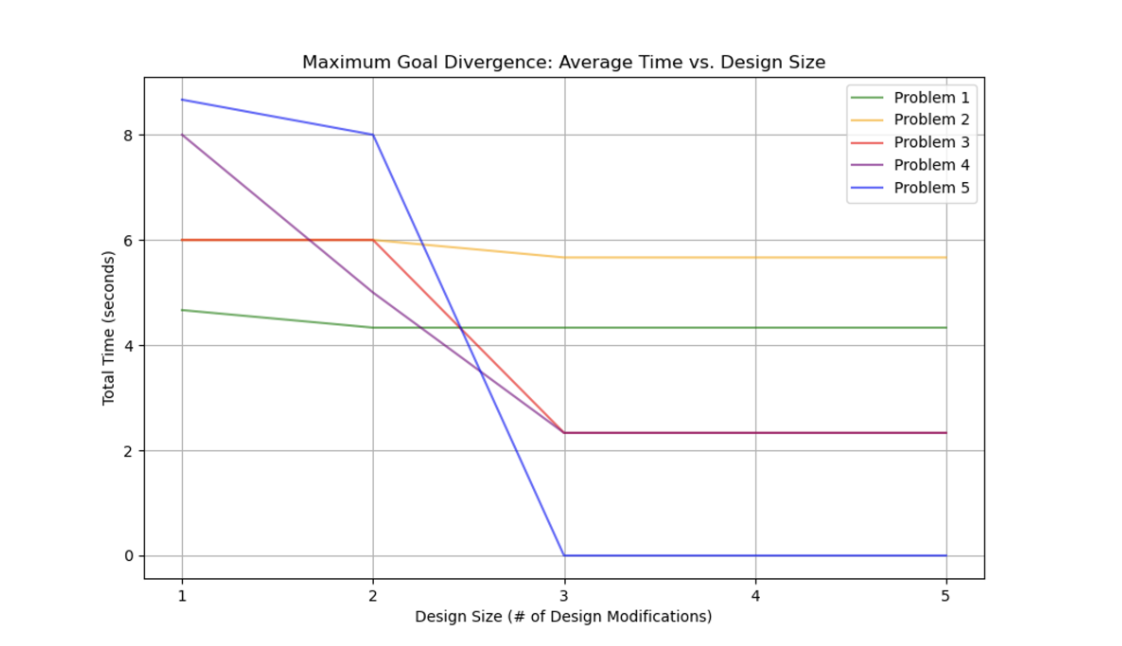 Maximum Goal Divergence: Average Time vs. Design Size
Problem 1
Problem 2
Problem 3
Problem 4
Problem 5
Total Time (seconds)
8
6
4
2
0
1 2 3 4 5
Design Size (# of Design Modifications)